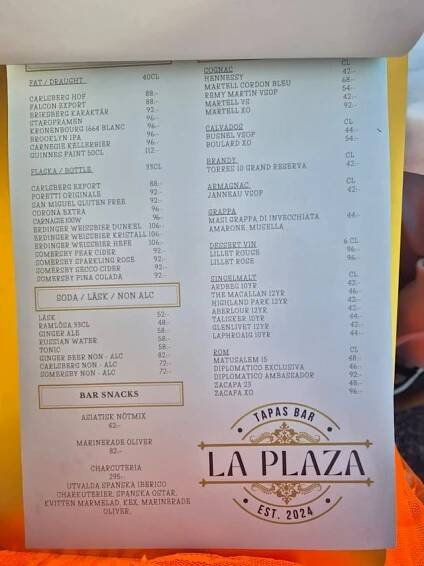 FAT / DRAUGHT 40CL
CARLSBERG HOF 88:-
FALCON EXPORT 88:-
BRIKSBERG KARAKTÄR 92:-
STAROPRAMEN 96:-
KRONENBOURG 1664 BLANC 96:-
BROOKLYN IPA 96:-
CARNEGIE KELLERBIER 96:-
GUINNES PAINT 50CL 112:-
FLASKA / BOTTLE 33CL
CARLSBERG EXPORT 88:-
PORETTI ORIGINALE 92:-
SAN MIGUEL GLUTEN FREE 92:-
CORONA EXTRA 96:-
CARNAGIE 100W 96:-
ERDINGER WEISSBIER DUNKEL 106:-
ERDINGER WEISSBIER KRISTALL 106:-
ERDINGER WEISSBIER HEFE 106:-
SOMERSBY PEAR CIDER 92:-
SOMERSBY SPARKLING ROSE 92:-
SOMERSBY SECCO CIDER 92:-
SOMERSBY PINA COLADA 92:-
SODA / LÄSK / NON ALC
LÄSK 52:-
RAMLÖSA 33CL 48:-
GINGER ALE 58:-
RUSSIAN WATER 58:-
TONIC 58:-
GINGER BEER NON - ALC 82:-
CARLSBERG NON - ALC 72:-
SOMERSBY NON - ALC 72:-
BAR SNACKS
ASIATISK NÖTMIX
42:-
MARINERADE OLIVER
82:-
CHARCUTERIA
295:-
UTVALDA SPANSKA IBERICO
CHARKUTERIER, SPANSKA OSTAR,
KVITTEN MARMELAD, KEX, MARINERADE
OLIVER.
CL
COGNAC 42:-
HENNESSY 68:-
MARTELL CORDON BLEU 54:-
REMY MARTIN VSOP 42:-
MARTELL VS 92:-
MARTELL XO
CALVADOS CL
BUSNEL VSOP 44:-
BOULARD XO 54:-
BRANDY CL
TORRES 10 GRAND RESERVA 42:-
ARMAGNAC CL
JANNEAU VSOP 42:-
GRAPPA
MASI GRAPPA DI INVECCHIATA 44:-
AMARONE, MUSELLA
DESSERT VIN 6 CL
LILLET ROUGE 96:-
LILLET ROSE 96:-
SINGELMALT CL
ARDBEG 10YR 42:-
THE MACALLAN 12YR 46:-
HIGHLAND PARK 12YR 42:-
ABERLOUR 12YR 42:-
TALISKER 10YR 44:-
GLENLIVET 12YR 42:-
LAPHROAIG 10YR 44:-
ROM CL
MATUSALEM 15 48:-
DIPLOMATICO EXCLUSIVA 46:-
DIPLOMATICO AMBASSADOR 92:-
ZACAPA 23 48:-
ZACAPA XO 96:-
TAPAS BAR
LA PLAZA
EST. 2024